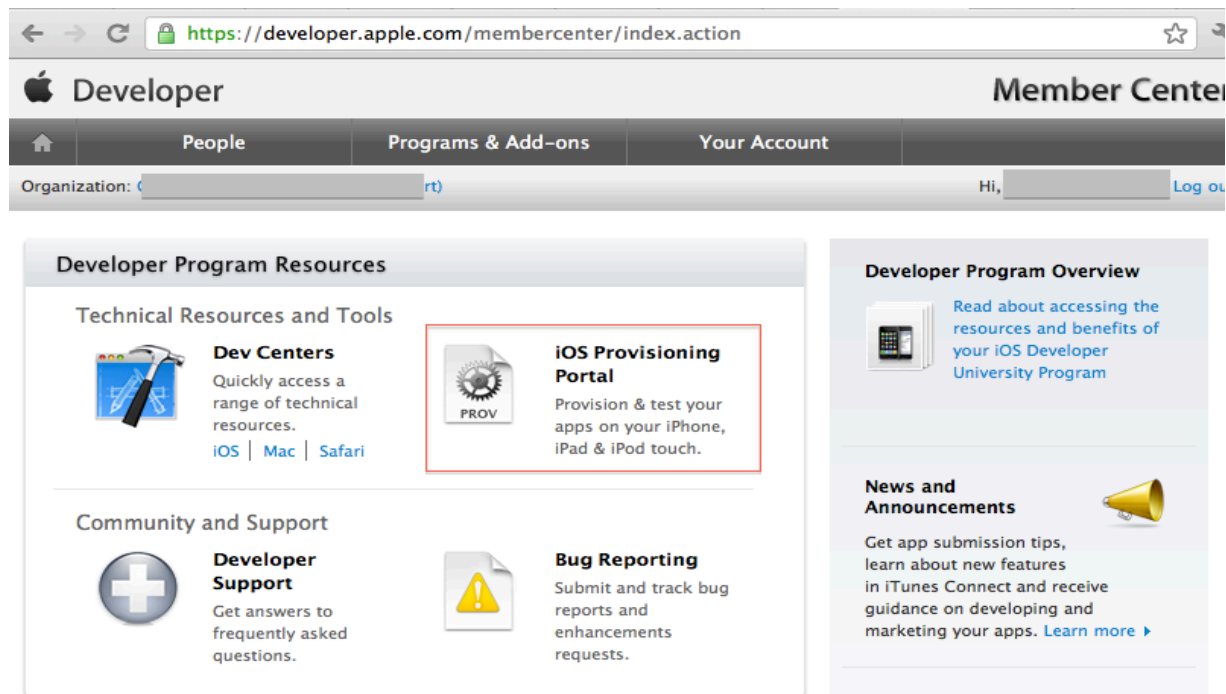 https://developer.apple.com/membercenter/index.action
Developer
Member Center
People
Programs & Add-ons
Your Account
Organization:
rt)
Hi,
Log ou
Developer Program Resources
Technical Resources and Tools
Dev Centers
Quickly access a
range of technical
resources.
iOS | Mac | Safari
PROV
iOS Provisioning
Portal
Provision & test your
apps on your iPhone,
iPad & iPod touch.
Community and Support
Developer
Support
Get answers to
frequently asked
questions.
Bug Reporting
Submit and track bug
reports and
enhancements
requests.
Developer Program Overview
Read about accessing the
resources and benefits of
your iOS Developer
University Program
News and
Announcements
Get app submission tips,
learn about new features
in iTunes Connect and receive
guidance on developing and
marketing your apps. Learn more